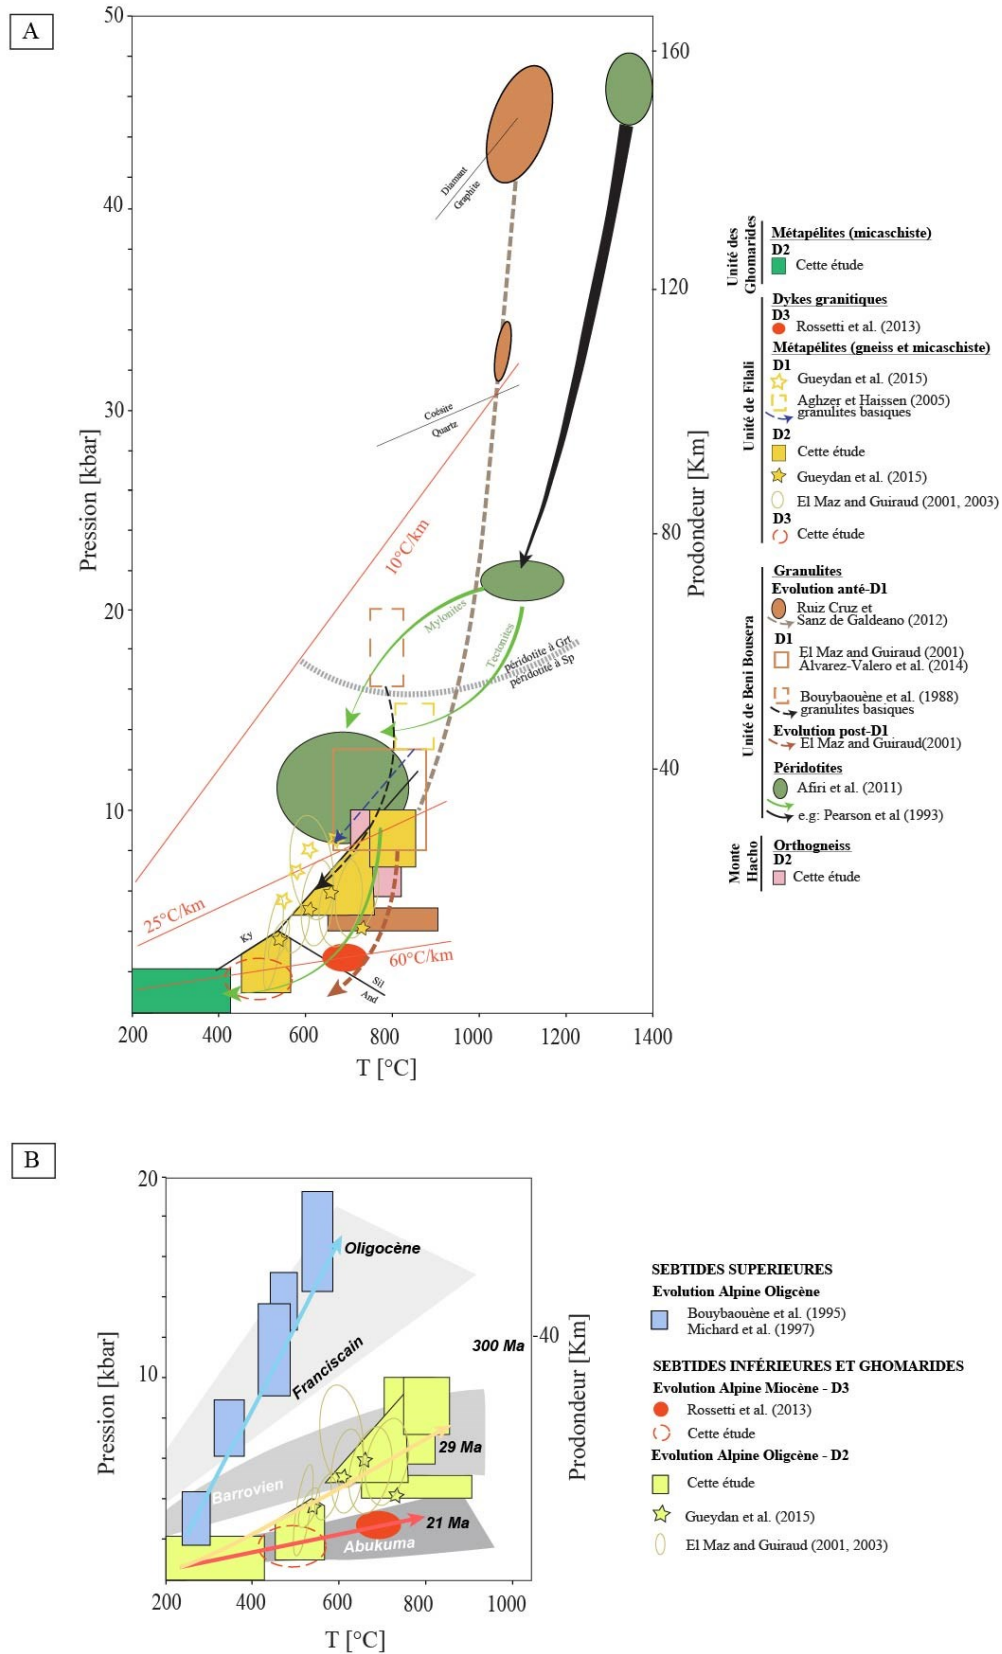 A
50
40
30
20
10
Pression [kbar]
160
120
80
40
Prodondeur [Km]
200
400
600
800
1000
1200
1400
T [°C]
Diamant
Graphite
Coésite
Quartz
10°C/km
Mylonites
Tectonites
péridotite à Grt
péridotite à Sp
25°C/km
60°C/km
Ky
Sil
And
Unité des
Ghomarides
Métapélites (micaschiste)
D2
Cette étude
Unité de Filali
Dykes granitiques
D3
Rossetti et al. (2013)
Métapélites (gneiss et micaschiste)
D1
Gueydan et al. (2015)
Aghzer et Haissen (2005)
granulites basiques
D2
Cette étude
Gueydan et al. (2015)
El Maz and Guiraud (2001, 2003)
D3
Cette étude
Unité de Beni Bousera
Granulites
Evolution anté-D1
Ruiz Cruz et
Sanz de Galdeano (2012)
D1
El Maz and Guiraud (2001)
Alvarez-Valero et al. (2014)
Bouybaouène et al. (1988)
granulites basiques
Evolution post-D1
El Maz and Guiraud(2001)
Péridotites
Afiri et al. (2011)
e.g: Pearson et al (1993)
Monte
Hacho
Orthogneiss
D2
Cette étude
B
20
10
Pression [kbar]
40
Prodondeur [Km]
200
400
600
800
1000
T [°C]
Oligocène
Franciscain
300 Ma
Barrovien
29 Ma
21 Ma
Abukuma
SEBTIDES SUPERIEURES
Evolution Alpine Oligcène
Bouybaouène et al. (1995)
Michard et al. (1997)
SEBTIDES INFÉRIEURES ET GHOMARIDES
Evolution Alpine Miocène - D3
Rossetti et al. (2013)
Cette étude
Evolution Alpine Oligcène - D2
Cette étude
Gueydan et al. (2015)
El Maz and Guiraud (2001, 2003)